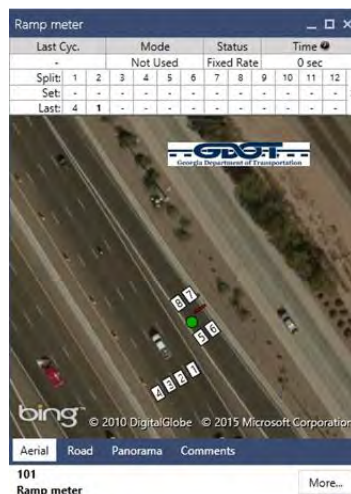 Ramp meter
Last Cyc. Mode Status Time
- Not Used Fixed Rate 0 sec
Split: 1 2 3 4 5 6 7 8 9 10 11 12
Set: - - - - - - - - - - - -
Last: 4 1 - - - - - - - - - -
GDOT
Georgia Department of Transportation
8 7
5 6
4 3 2 1
bing © 2010 DigitalGlobe © 2015 Microsoft Corporation
Aerial Road Panorama Comments
101
Ramp meter
More...